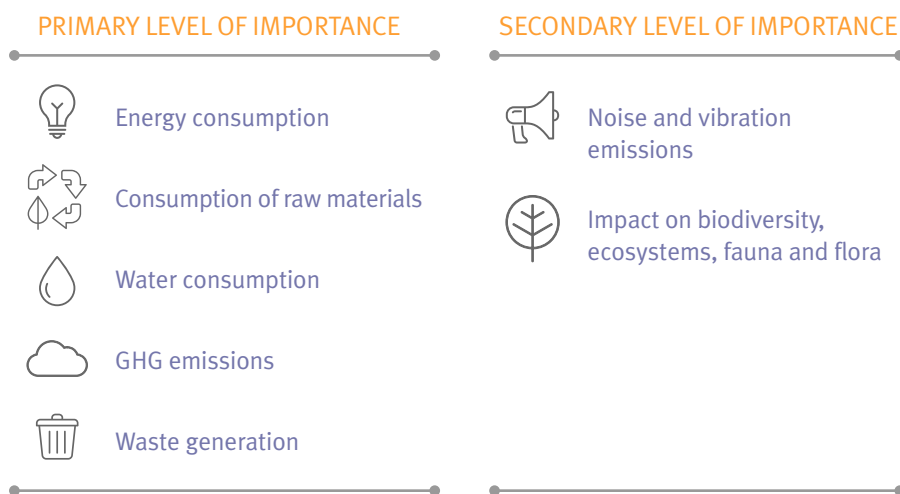 PRIMARY LEVEL OF IMPORTANCE
Energy consumption
Consumption of raw materials
Water consumption
GHG emissions
Waste generation
SECONDARY LEVEL OF IMPORTANCE
Noise and vibration
emissions
Impact on biodiversity,
ecosystems, fauna and flora